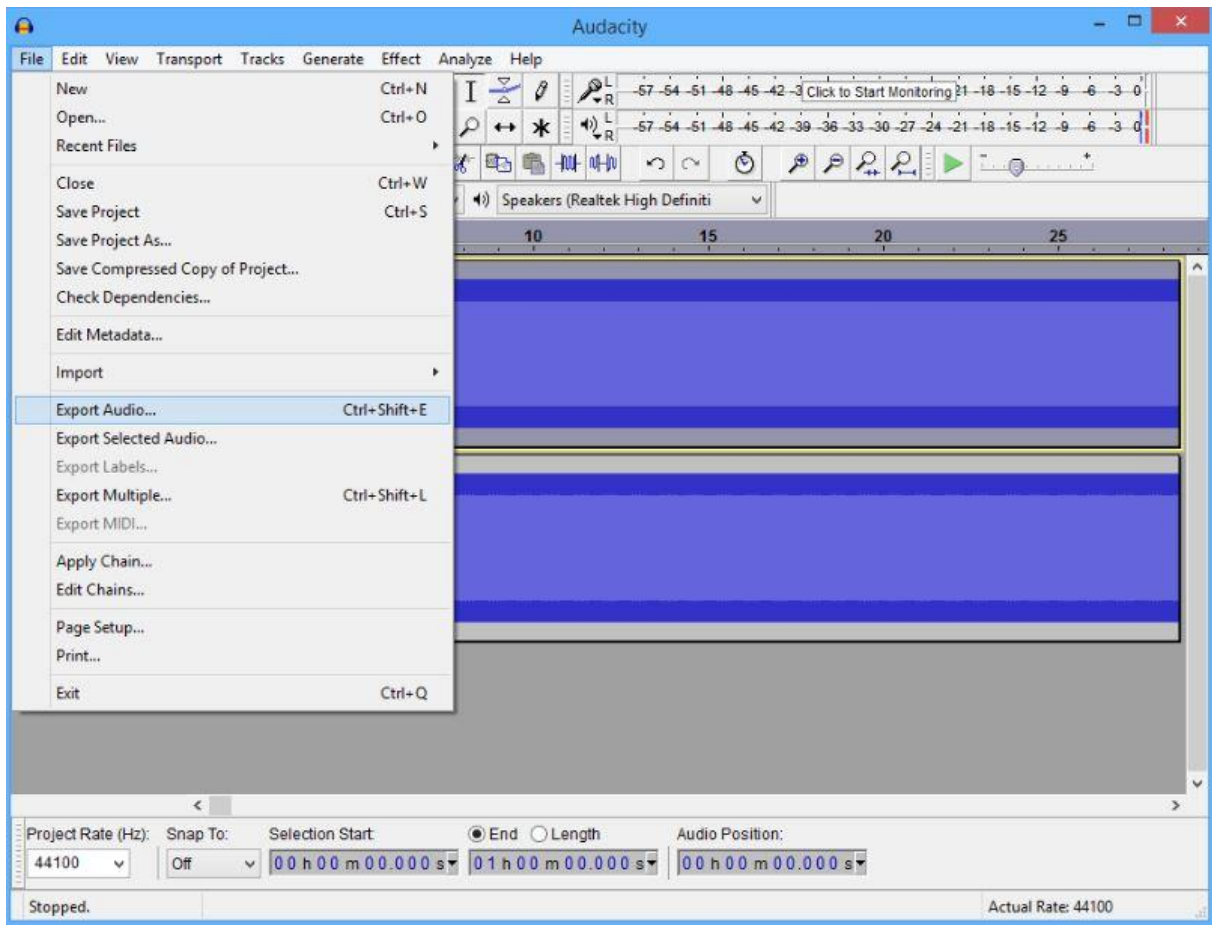 Audacity
File Edit View Transport Tracks Generate Effect Analyze Help
New Ctrl+N
Open... Ctrl+O
Recent Files
Close Ctrl+W
Save Project Ctrl+S
Save Project As...
Save Compressed Copy of Project...
Check Dependencies...
Edit Metadata...
Import
Export Audio... Ctrl+Shift+E
Export Selected Audio...
Export Labels...
Export Multiple... Ctrl+Shift+L
Export MIDI...
Apply Chain...
Edit Chains...
Page Setup...
Print...
Exit Ctrl+Q
L
R
-57 -54 -51 -48 -45 -42 -3 Click to Start Monitoring 21 -18 -15 -12 -9 -6 -3 0
L
R
-57 -54 -51 -48 -45 -42 -39 -36 -33 -30 -27 -24 -21 -18 -15 -12 -9 -6 -3 0
- +
Speakers (Realtek High Definiti
10 15 20 25
Project Rate (Hz): Snap To: Selection Start: End Length Audio Position:
44100 Off 00 h 00 m 00.000 s 01 h 00 m 00.000 s 00 h 00 m 00.000 s
Stopped. Actual Rate: 44100